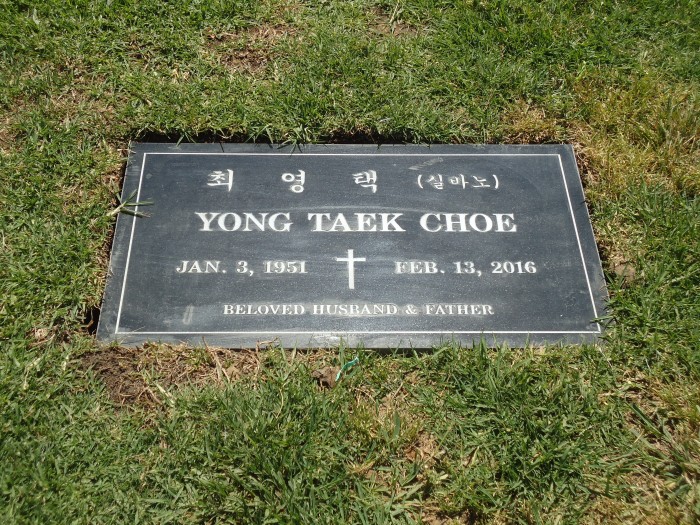 최 영 택 (실바노)
YONG TAEK CHOE
JAN. 3, 1951 FEB. 13, 2016
BELOVED HUSBAND & FATHER